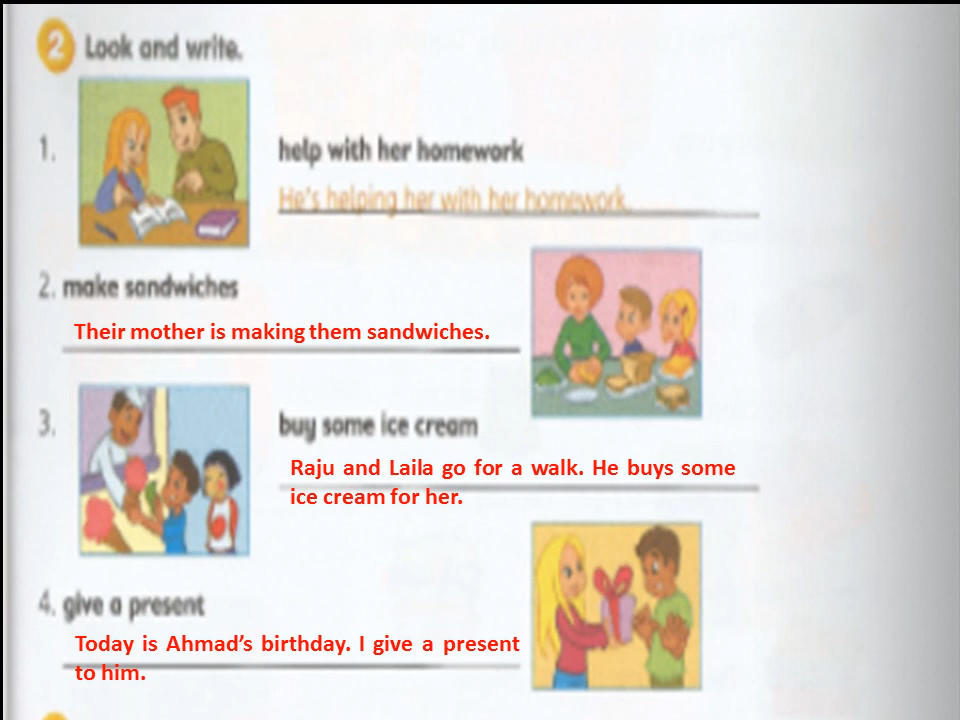 2 Look and write.
1.
help with her homework
He's helping her with her homework.
2. make sandwiches
Their mother is making them sandwiches.
3.
buy some ice cream
Raju and Laila go for a walk. He buys some
ice cream for her.
4. give a present
Today is Ahmad’s birthday. I give a present
to him.